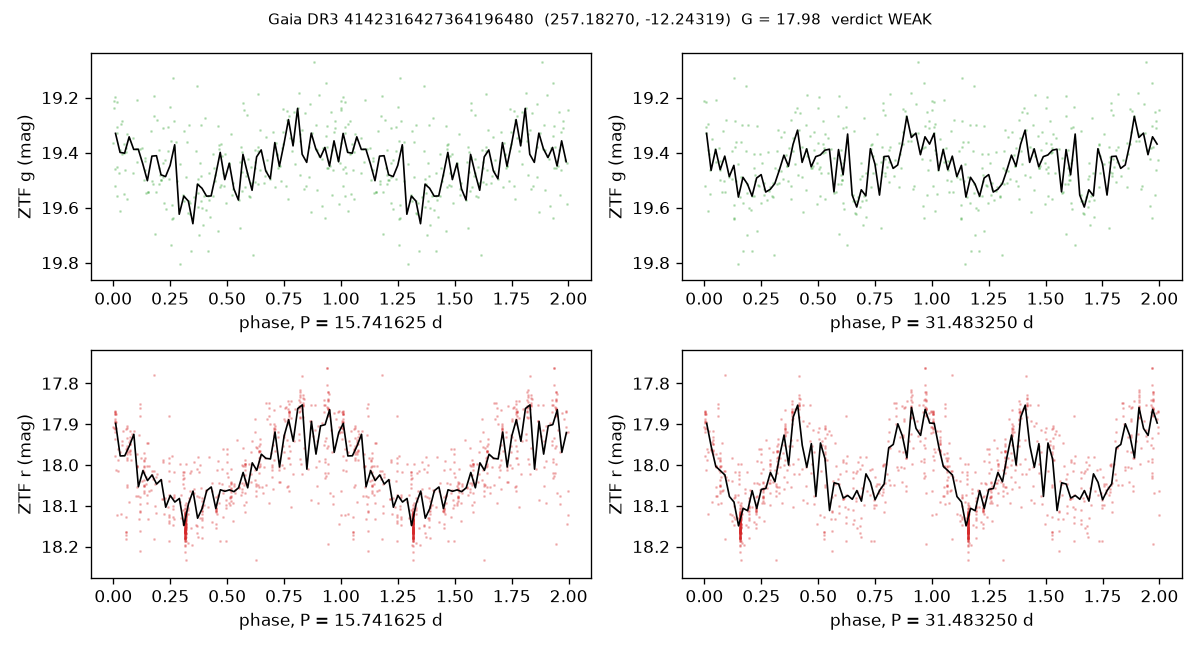 Gaia DR3 4142316427364196480 (257.18270, -12.24319) G = 17.98 verdict WEAK
ZTF g (mag)
19.2
19.4
19.6
19.8
0.00 0.25 0.50 0.75 1.00 1.25 1.50 1.75 2.00
phase, P = 15.741625 d
ZTF g (mag)
19.2
19.4
19.6
19.8
0.00 0.25 0.50 0.75 1.00 1.25 1.50 1.75 2.00
phase, P = 31.483250 d
ZTF r (mag)
17.8
17.9
18.0
18.1
18.2
0.00 0.25 0.50 0.75 1.00 1.25 1.50 1.75 2.00
phase, P = 15.741625 d
ZTF r (mag)
17.8
17.9
18.0
18.1
18.2
0.00 0.25 0.50 0.75 1.00 1.25 1.50 1.75 2.00
phase, P = 31.483250 d